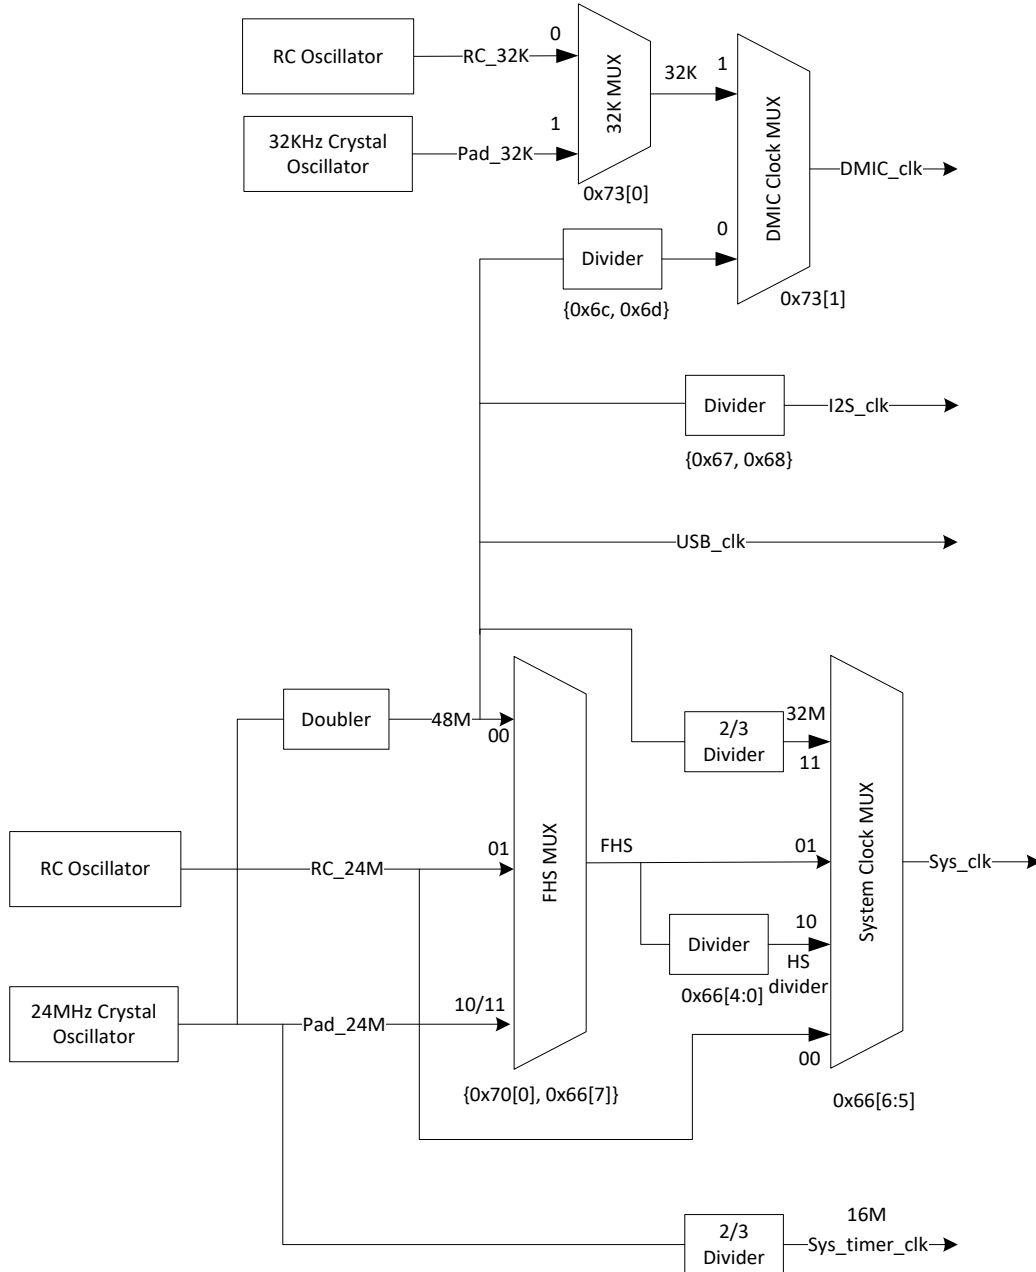 RC Oscillator
RC_32K
0
32K MUX
32K
1
32KHz Crystal
Oscillator
Pad_32K
1
0x73[0]
DMIC Clock MUX
DMIC_clk
0
Divider
{0x6c, 0x6d}
0x73[1]
Divider
I2S_clk
{0x67, 0x68}
USB_clk
Doubler
48M
00
2/3
Divider
32M
11
RC Oscillator
RC_24M
01
FHS MUX
FHS
01
System Clock MUX
Sys_clk
Divider
10
HS
divider
0x66[4:0]
24MHz Crystal
Oscillator
Pad_24M
10/11
00
{0x70[0], 0x66[7]}
0x66[6:5]
2/3
Divider
16M
Sys_timer_clk